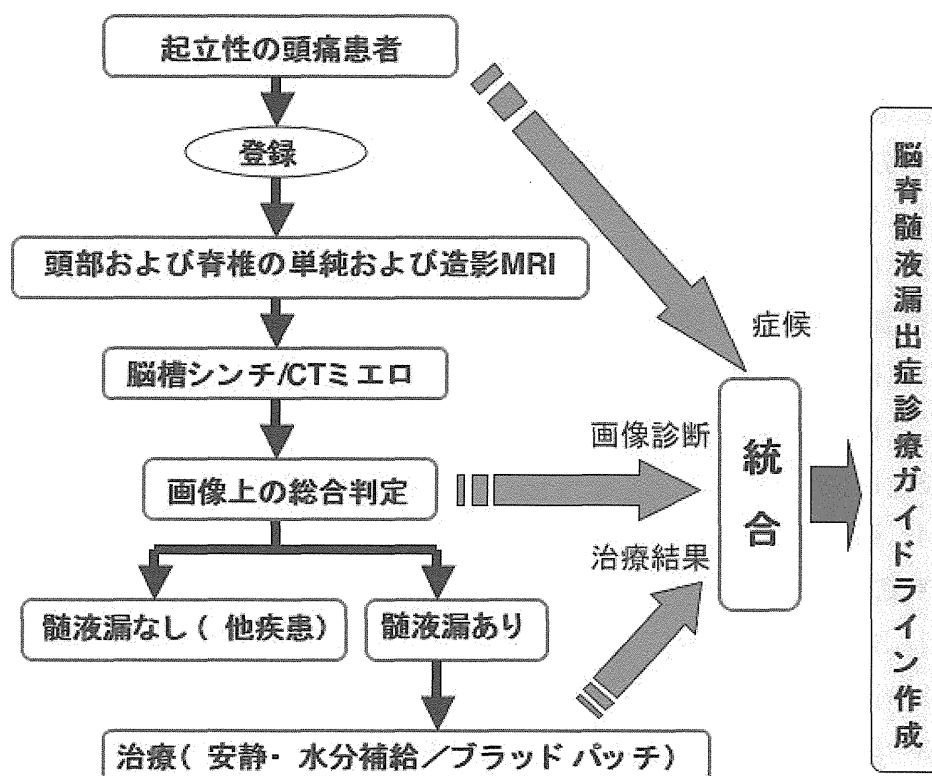 起立性の頭痛患者
登録
頭部および脊椎の単純および造影MRI
脳槽シンチ/CTミエロ
画像上の総合判定
髄液漏なし（他疾患）
髄液漏あり
治療（安静・水分補給／ブラッドパッチ）
症候
画像診断
治療結果
統合
脳脊髄液漏出症診療ガイドライン作成